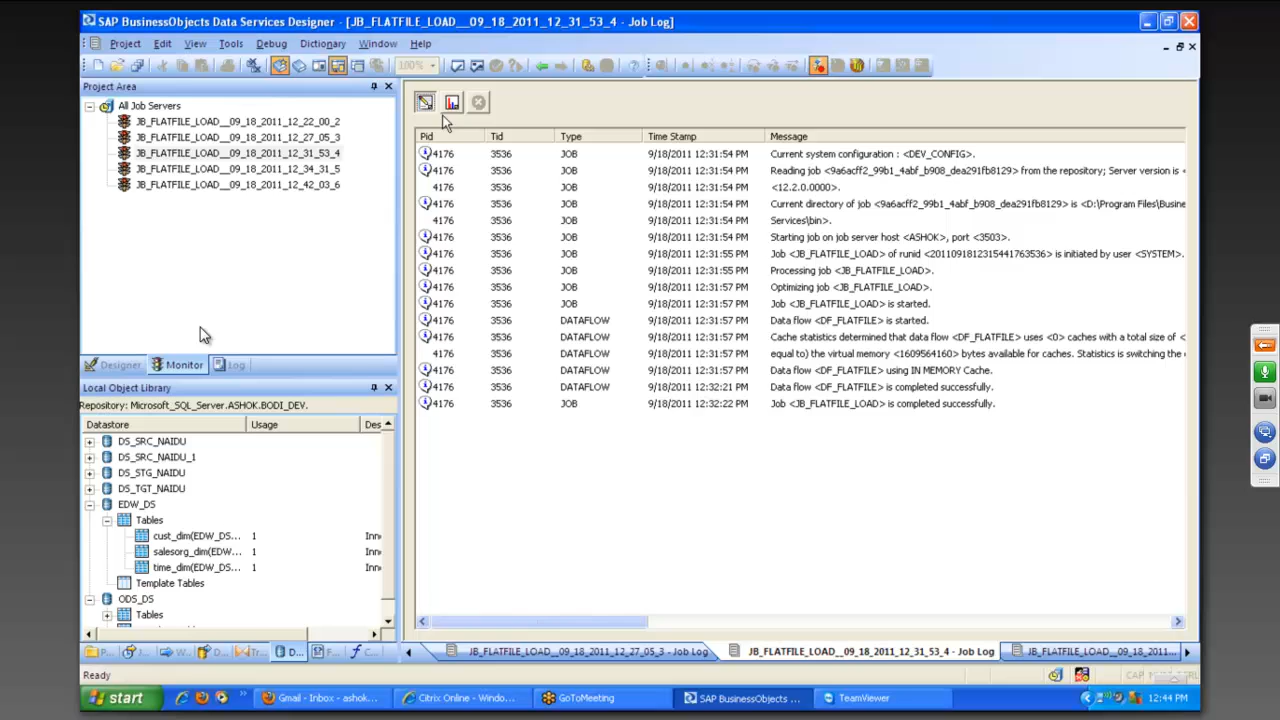 SAP BusinessObjects Data Services Designer - [JB_FLATFILE_LOAD__09_18_2011_12_31_53_4 - Job Log]
Project Edit View Tools Debug Dictionary Window Help
100%
Project Area
All Job Servers
JB_FLATFILE_LOAD__09_18_2011_12_22_00_2
JB_FLATFILE_LOAD__09_18_2011_12_27_05_3
JB_FLATFILE_LOAD__09_18_2011_12_31_53_4
JB_FLATFILE_LOAD__09_18_2011_12_34_31_5
JB_FLATFILE_LOAD__09_18_2011_12_42_03_6
Designer Monitor Log
Local Object Library
Repository: Microsoft_SQL_Server.ASHOK.BODI_DEV.
Datastore Usage Des
DS_SRC_NAIDU
DS_SRC_NAIDU_1
DS_STG_NAIDU
DS_TGT_NAIDU
EDW_DS
Tables
cust_dim(EDW_DS... 1 Inn
salesorg_dim(EDW... 1 Inn
time_dim(EDW_DS... 1 Inn
Template Tables
ODS_DS
Tables
P... J... W... D... Tr... D... F... C...
Pid Tid Type Time Stamp Message
4176 3536 JOB 9/18/2011 12:31:54 PM Current system configuration : <DEV_CONFIG>.
4176 3536 JOB 9/18/2011 12:31:54 PM Reading job <9a6acff2_99b1_4abf_b908_dea291fb8129> from the repository; Server version is <
4176 3536 JOB 9/18/2011 12:31:54 PM <12.2.0.0000>.
4176 3536 JOB 9/18/2011 12:31:54 PM Current directory of job <9a6acff2_99b1_4abf_b908_dea291fb8129> is <D:\Program Files\Busine
4176 3536 JOB 9/18/2011 12:31:54 PM Services\bin>.
4176 3536 JOB 9/18/2011 12:31:54 PM Starting job on job server host <ASHOK>, port <3503>.
4176 3536 JOB 9/18/2011 12:31:55 PM Job <JB_FLATFILE_LOAD> of runid <2011091812315441763536> is initiated by user <SYSTEM>.
4176 3536 JOB 9/18/2011 12:31:55 PM Processing job <JB_FLATFILE_LOAD>.
4176 3536 JOB 9/18/2011 12:31:57 PM Optimizing job <JB_FLATFILE_LOAD>.
4176 3536 JOB 9/18/2011 12:31:57 PM Job <JB_FLATFILE_LOAD> is started.
4176 3536 DATAFLOW 9/18/2011 12:31:57 PM Data flow <DF_FLATFILE> is started.
4176 3536 DATAFLOW 9/18/2011 12:31:57 PM Cache statistics determined that data flow <DF_FLATFILE> uses <0> caches with a total size of <
4176 3536 DATAFLOW 9/18/2011 12:31:57 PM equal to) the virtual memory <1609564160> bytes available for caches. Statistics is switching the
4176 3536 DATAFLOW 9/18/2011 12:31:57 PM Data flow <DF_FLATFILE> using IN MEMORY Cache.
4176 3536 DATAFLOW 9/18/2011 12:32:21 PM Data flow <DF_FLATFILE> is completed successfully.
4176 3536 JOB 9/18/2011 12:32:22 PM Job <JB_FLATFILE_LOAD> is completed successfully.
JB_FLATFILE_LOAD__09_18_2011_12_27_05_3 - Job Log JB_FLATFILE_LOAD__09_18_2011_12_31_53_4 - Job Log JB_FLATFILE_LOAD__09_18_2011...
Ready CAP
start Gmail - Inbox - ashok... Citrix Online - Windo... GoToMeeting SAP BusinessObjects ... TeamViewer 12:44 PM